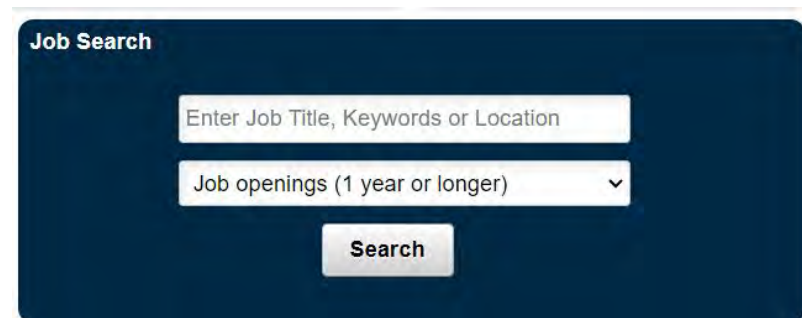 Job Search
Enter Job Title, Keywords or Location
Job openings (1 year or longer)
Search